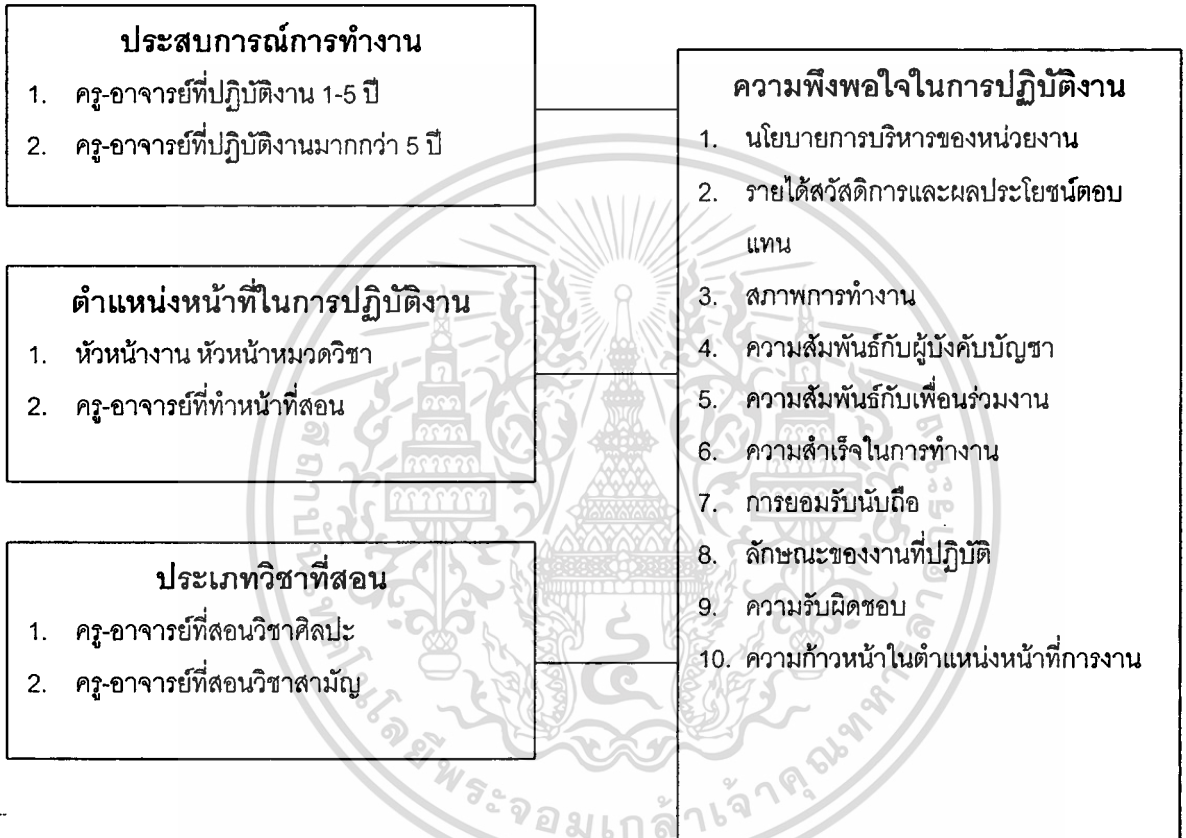 ประสบการณ์การทำงาน
1. ครู-อาจารย์ที่ปฏิบัติงาน 1-5 ปี
2. ครู-อาจารย์ที่ปฏิบัติงานมากกว่า 5 ปี
ตำแหน่งหน้าที่ในการปฏิบัติงาน
1. หัวหน้างาน หัวหน้าหมวดวิชา
2. ครู-อาจารย์ที่ทำหน้าที่สอน
ประเภทวิชาที่สอน
1. ครู-อาจารย์ที่สอนวิชาศิลปะ
2. ครู-อาจารย์ที่สอนวิชาสามัญ
ความพึงพอใจในการปฏิบัติงาน
1. นโยบายการบริหารของหน่วยงาน
2. รายได้สวัสดิการและผลประโยชน์ตอบ
แทน
3. สภาพการทำงาน
4. ความสัมพันธ์กับผู้บังคับบัญชา
5. ความสัมพันธ์กับเพื่อนร่วมงาน
6. ความสำเร็จในการทำงาน
7. การยอมรับนับถือ
8. ลักษณะของงานที่ปฏิบัติ
9. ความรับผิดชอบ
10. ความก้าวหน้าในตำแหน่งหน้าที่การงาน